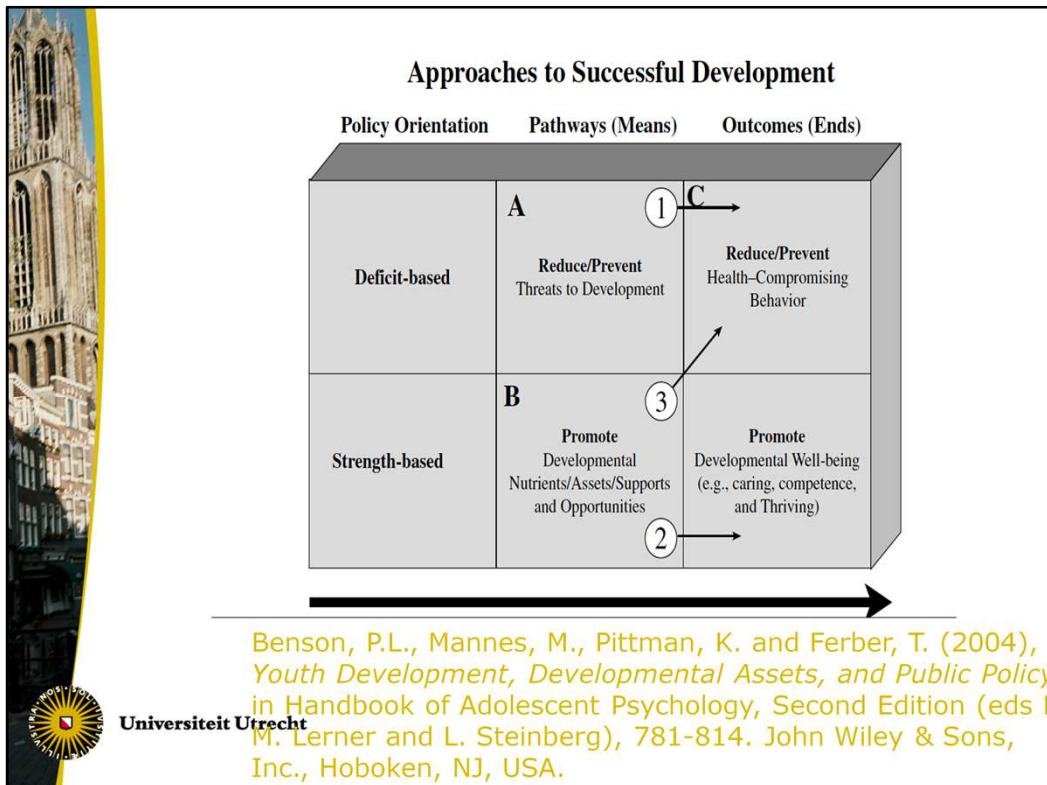 Approaches to Successful Development
Policy Orientation Pathways (Means) Outcomes (Ends)
A 1 C
Deficit-based
Reduce/Prevent
Threats to Development
Reduce/Prevent
Health–Compromising
Behavior
B 3
Strength-based
Promote
Developmental
Nutrients/Assets/Supports
and Opportunities
Promote
Developmental Well-being
(e.g., caring, competence,
and Thriving)
2
Benson, P.L., Mannes, M., Pittman, K. and Ferber, T. (2004),
Youth Development, Developmental Assets, and Public Policy
in Handbook of Adolescent Psychology, Second Edition (eds
M. Lerner and L. Steinberg), 781-814. John Wiley & Sons,
Inc., Hoboken, NJ, USA.
Universiteit Utrecht